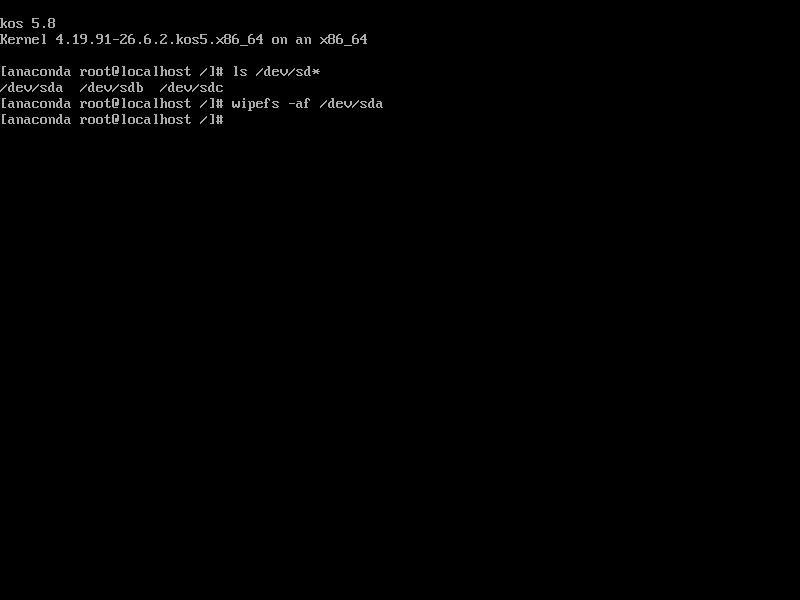 kos 5.8
Kernel 4.19.91-26.6.2.kos5.x86_64 on an x86_64
[anaconda root@localhost /]# ls /dev/sd*
/dev/sda  /dev/sdb  /dev/sdc
[anaconda root@localhost /]# wipefs -af /dev/sda
[anaconda root@localhost /]#